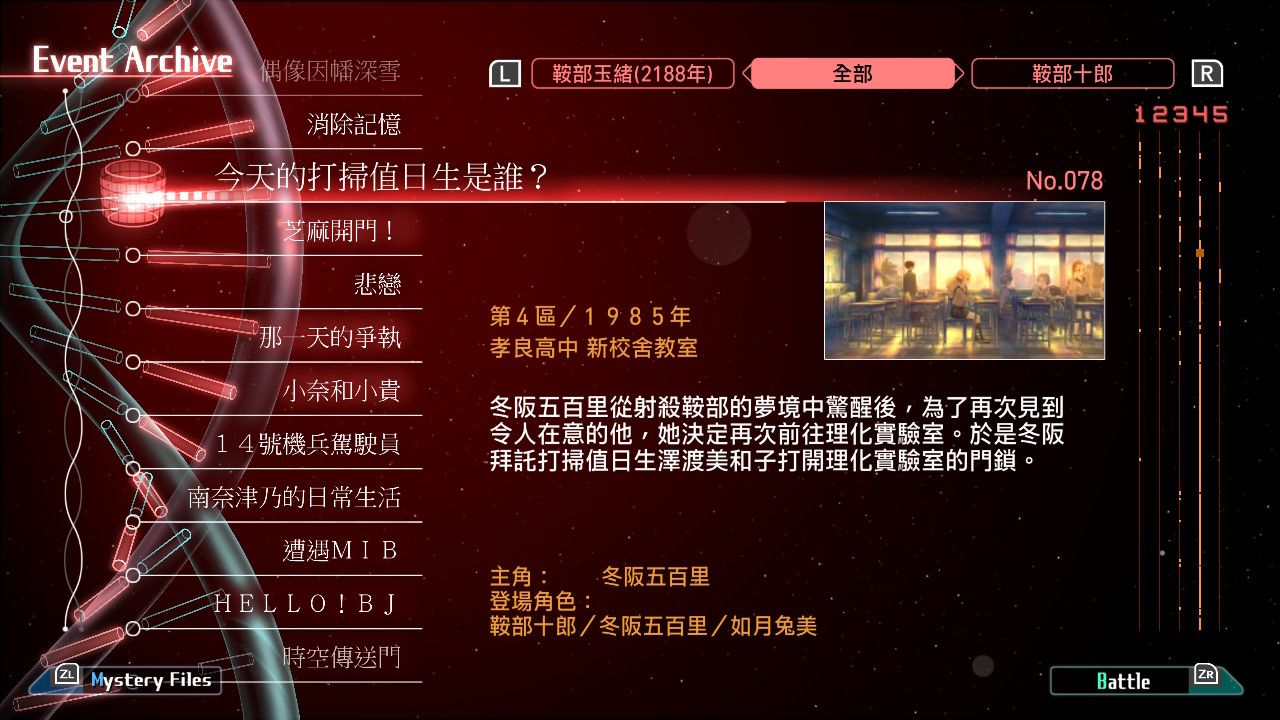 Event Archive
偶像因幡深雪
消除記憶
今天的打掃值日生是誰？
芝麻開門！
悲戀
那一天的爭執
小奈和小貴
１４號機兵駕駛員
南奈津乃的日常生活
遭遇ＭＩＢ
ＨＥＬＬＯ！ＢＪ
時空傳送門
ZL Mystery Files
L 鞍部玉緒(2188年) 全部 鞍部十郎 R
1 2 3 4 5
No.078
第４區／１９８５年
孝良高中 新校舍教室
冬阪五百里從射殺鞍部的夢境中驚醒後，為了再次見到
令人在意的他，她決定再次前往理化實驗室。於是冬阪
拜託打掃值日生澤渡美和子打開理化實驗室的門鎖。
主角： 冬阪五百里
登場角色：
鞍部十郎／冬阪五百里／如月兔美
Battle ZR